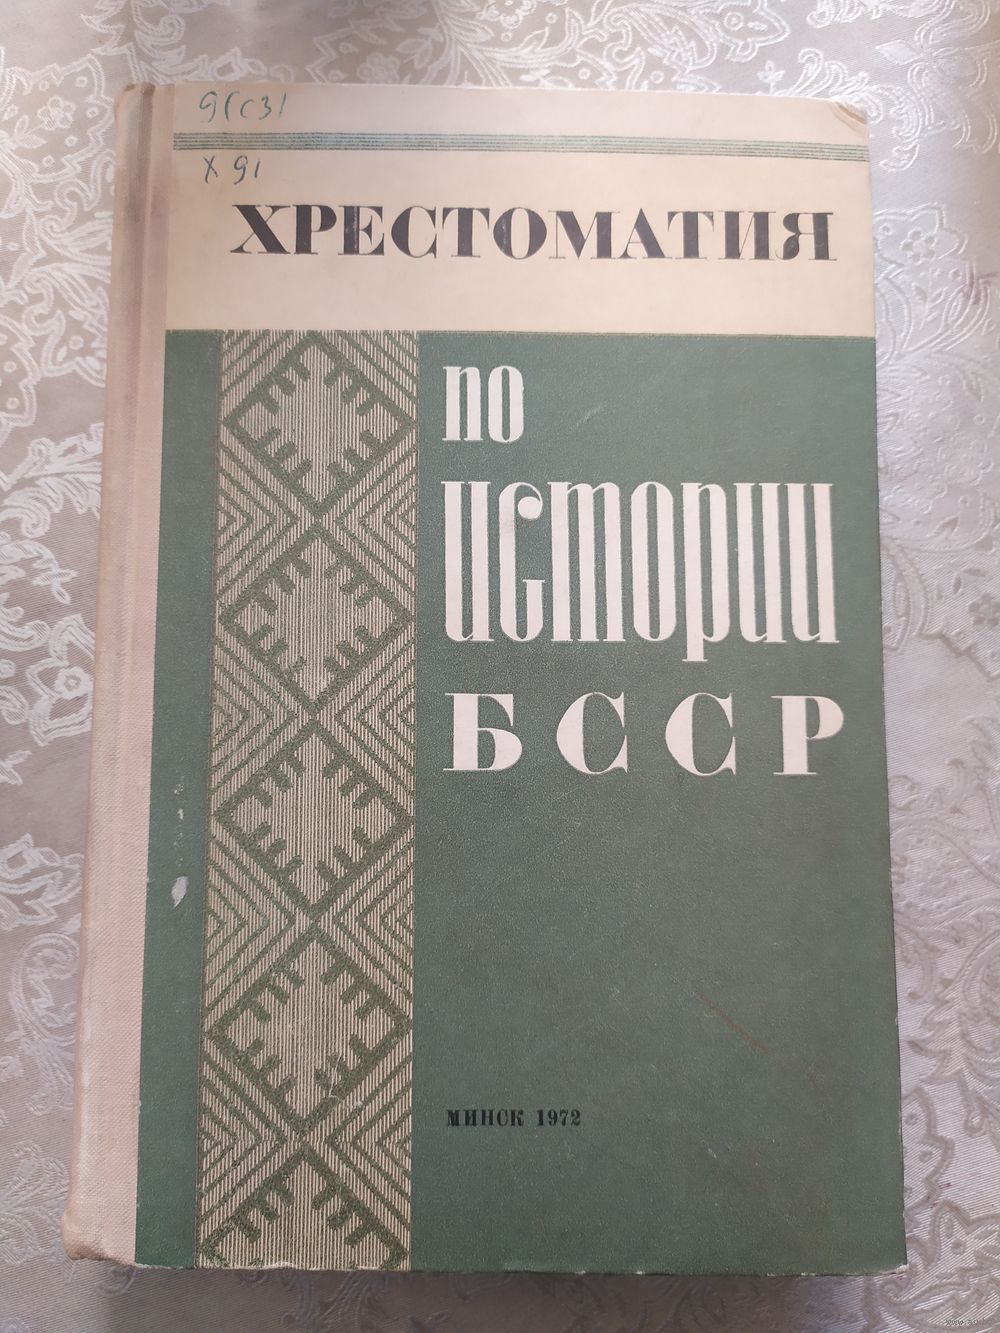 9(С3)
Х 91
ХРЕСТОМАТИЯ
по
истории
БССР
МИНСК 1972